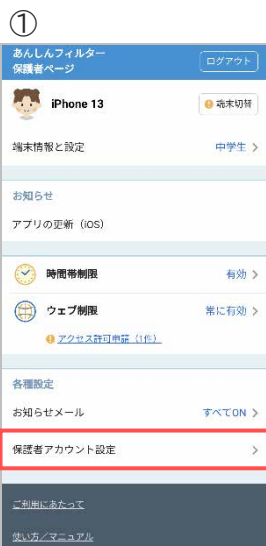 ①
あんしんフィルター
保護者ページ
ログアウト
iPhone 13
端末切替
端末情報と設定
中学生
お知らせ
アプリの更新（iOS）
時間帯制限
有効
ウェブ制限
常に有効
アクセス許可申請（1件）
各種設定
お知らせメール
すべてON
保護者アカウント設定
ご利用にあたって
使い方／マニュアル